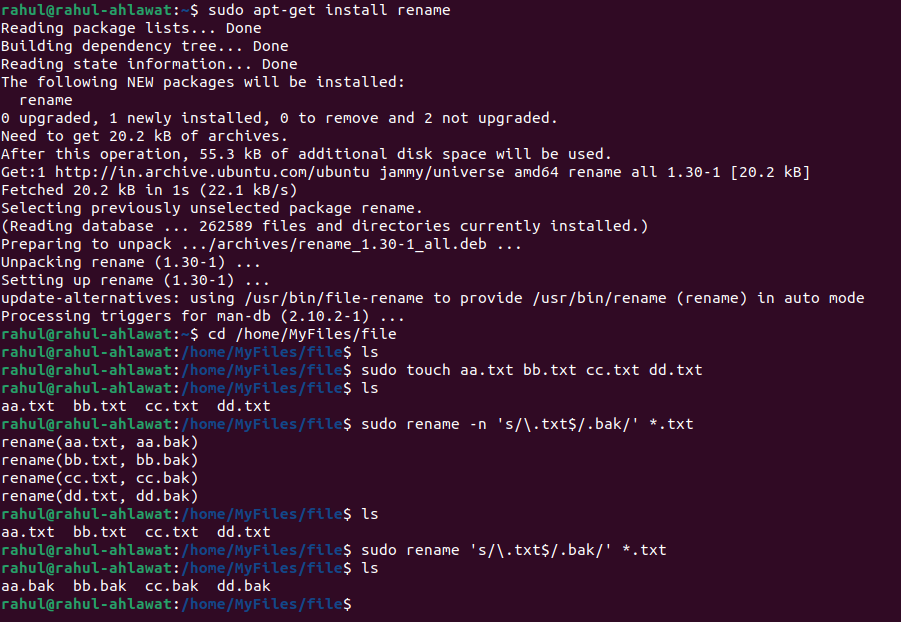 rahul@rahul-ahlawat:~$ sudo apt-get install rename
Reading package lists... Done
Building dependency tree... Done
Reading state information... Done
The following NEW packages will be installed:
  rename
0 upgraded, 1 newly installed, 0 to remove and 2 not upgraded.
Need to get 20.2 kB of archives.
After this operation, 55.3 kB of additional disk space will be used.
Get:1 http://in.archive.ubuntu.com/ubuntu jammy/universe amd64 rename all 1.30-1 [20.2 kB]
Fetched 20.2 kB in 1s (22.1 kB/s)
Selecting previously unselected package rename.
(Reading database ... 262589 files and directories currently installed.)
Preparing to unpack .../archives/rename_1.30-1_all.deb ...
Unpacking rename (1.30-1) ...
Setting up rename (1.30-1) ...
update-alternatives: using /usr/bin/file-rename to provide /usr/bin/rename (rename) in auto mode
Processing triggers for man-db (2.10.2-1) ...
rahul@rahul-ahlawat:~$ cd /home/MyFiles/file
rahul@rahul-ahlawat:/home/MyFiles/file$ ls
rahul@rahul-ahlawat:/home/MyFiles/file$ sudo touch aa.txt bb.txt cc.txt dd.txt
rahul@rahul-ahlawat:/home/MyFiles/file$ ls
aa.txt  bb.txt  cc.txt  dd.txt
rahul@rahul-ahlawat:/home/MyFiles/file$ sudo rename -n 's/\.txt$/.bak/' *.txt
rename(aa.txt, aa.bak)
rename(bb.txt, bb.bak)
rename(cc.txt, cc.bak)
rename(dd.txt, dd.bak)
rahul@rahul-ahlawat:/home/MyFiles/file$ ls
aa.txt  bb.txt  cc.txt  dd.txt
rahul@rahul-ahlawat:/home/MyFiles/file$ sudo rename 's/\.txt$/.bak/' *.txt
rahul@rahul-ahlawat:/home/MyFiles/file$ ls
aa.bak  bb.bak  cc.bak  dd.bak
rahul@rahul-ahlawat:/home/MyFiles/file$